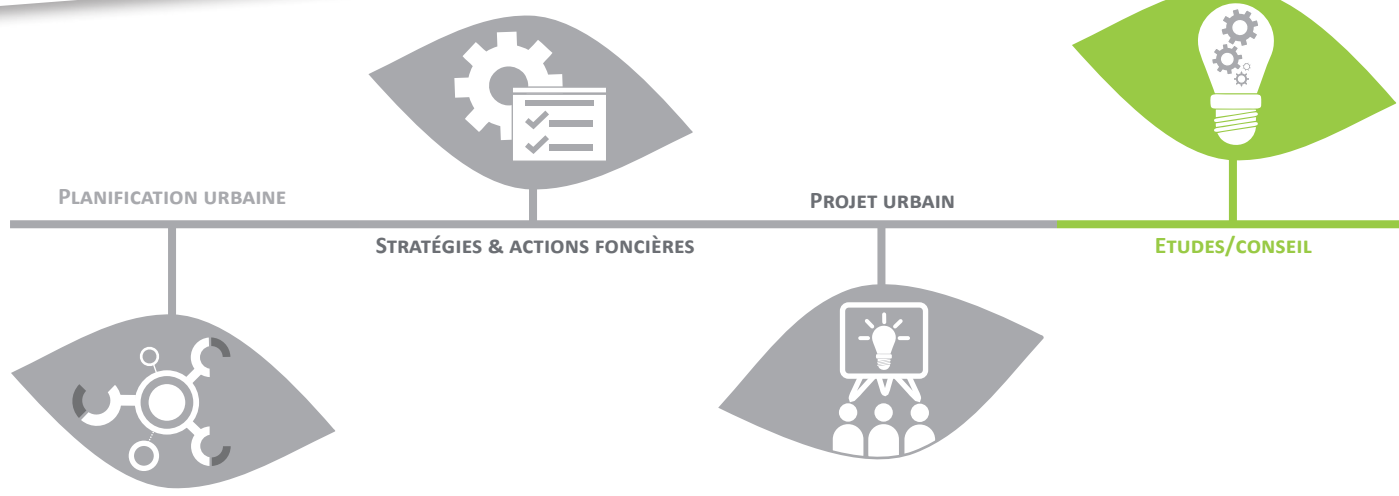 Planification urbaine
Projet urbain
Stratégies & actions foncières
Etudes/conseil